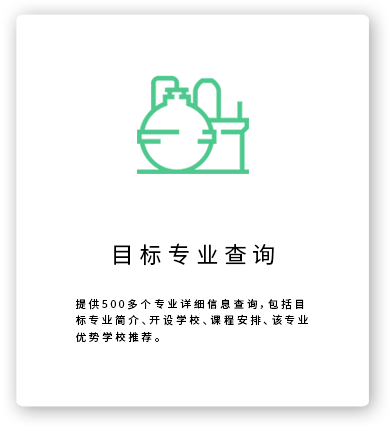 目标专业查询
提供500多个专业详细信息查询,包括目
标专业简介、开设学校、课程安排、该专业
优势学校推荐。